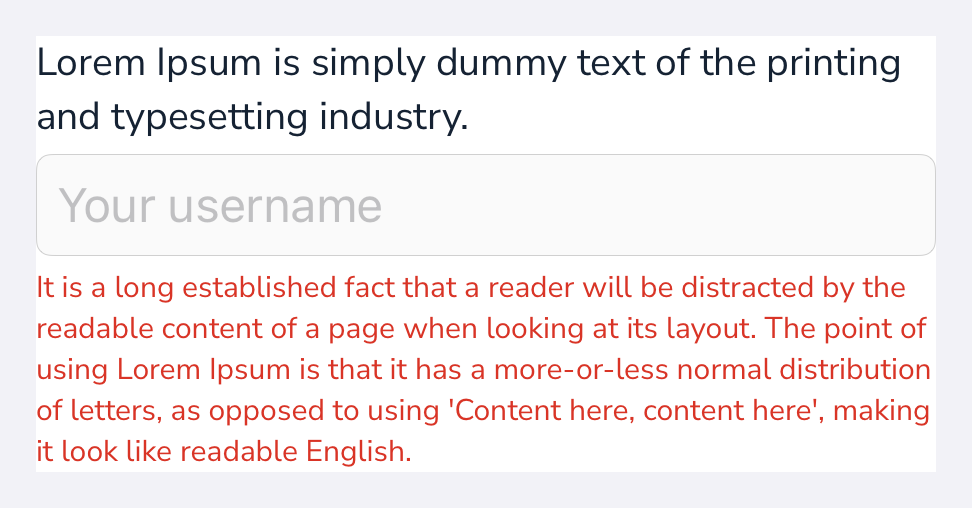 Lorem Ipsum is simply dummy text of the printing
and typesetting industry.
Your username
It is a long established fact that a reader will be distracted by the
readable content of a page when looking at its layout. The point of
using Lorem Ipsum is that it has a more-or-less normal distribution
of letters, as opposed to using 'Content here, content here', making
it look like readable English.